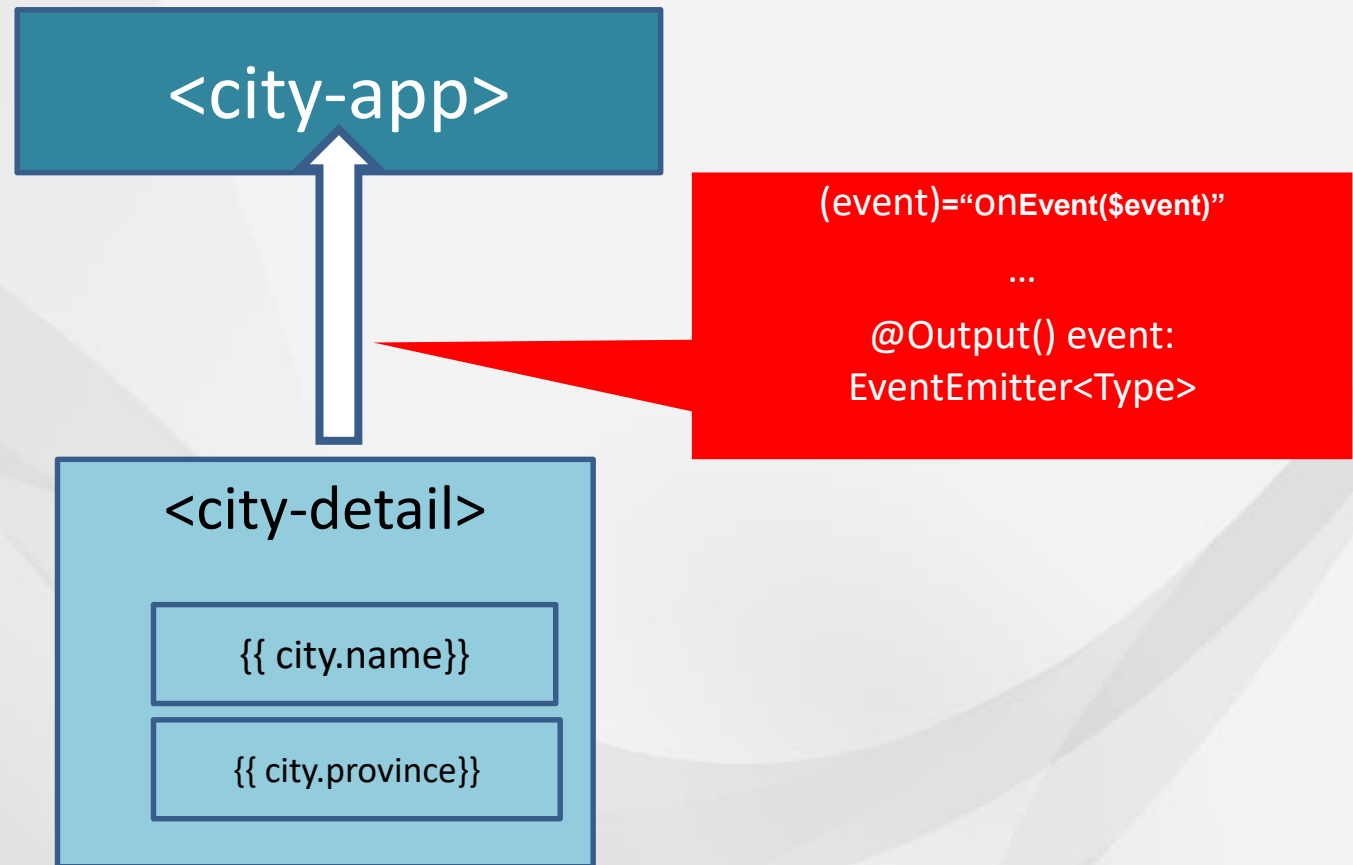 <city-app>
(event)=“onEvent($event)”
…
@Output() event:
EventEmitter<Type>
<city-detail>
{{ city.name}}
{{ city.province}}